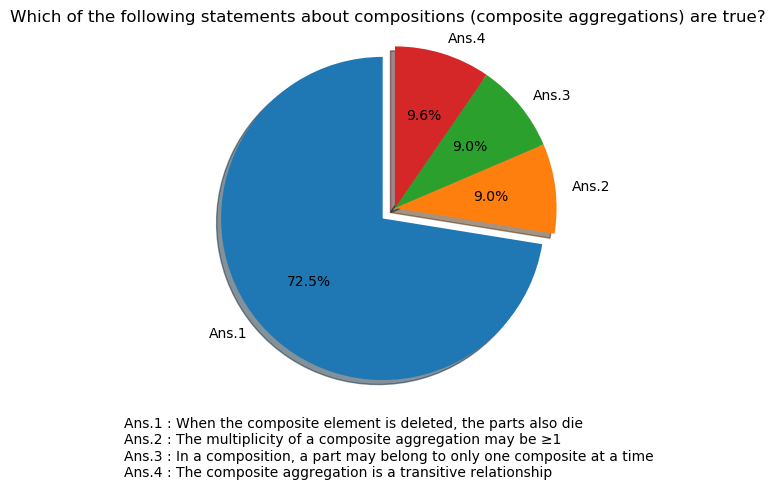 Which of the following statements about compositions (composite aggregations) are true?
Ans.4
Ans.3
9.6%
9.0%
Ans.2
9.0%
72.5%
Ans.1
Ans.1 : When the composite element is deleted, the parts also die
Ans.2 : The multiplicity of a composite aggregation may be ≥1
Ans.3 : In a composition, a part may belong to only one composite at a time
Ans.4 : The composite aggregation is a transitive relationship